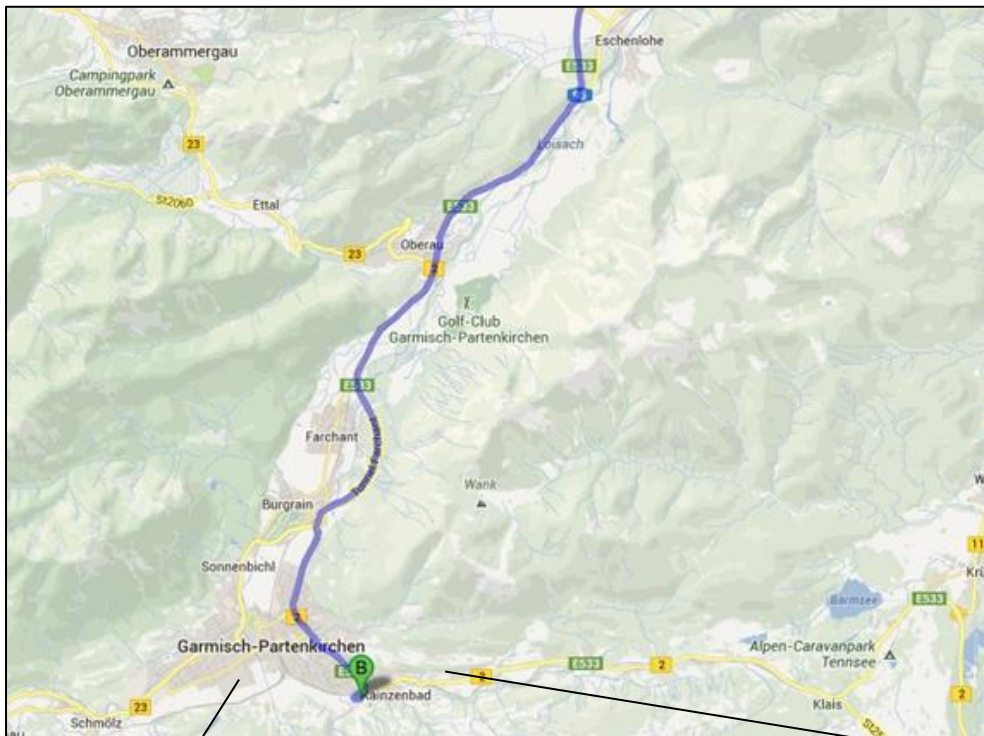 Eschenlohe
Oberammergau
E533
Campingpark
Oberammergau
23
Loisach
St2060
Ettal
E533
Oberau
23
2
Golf-Club
Garmisch-Partenkirchen
E533
Farchant
Wank
Burgrain
11
Sonnenbichl
Krü
Barmsee
E533
2
Garmisch-Partenkirchen
Alpen-Caravanpark
Tennsee
B
E533
2
2
Kainzenbad
2
Klais
23
Schmölz